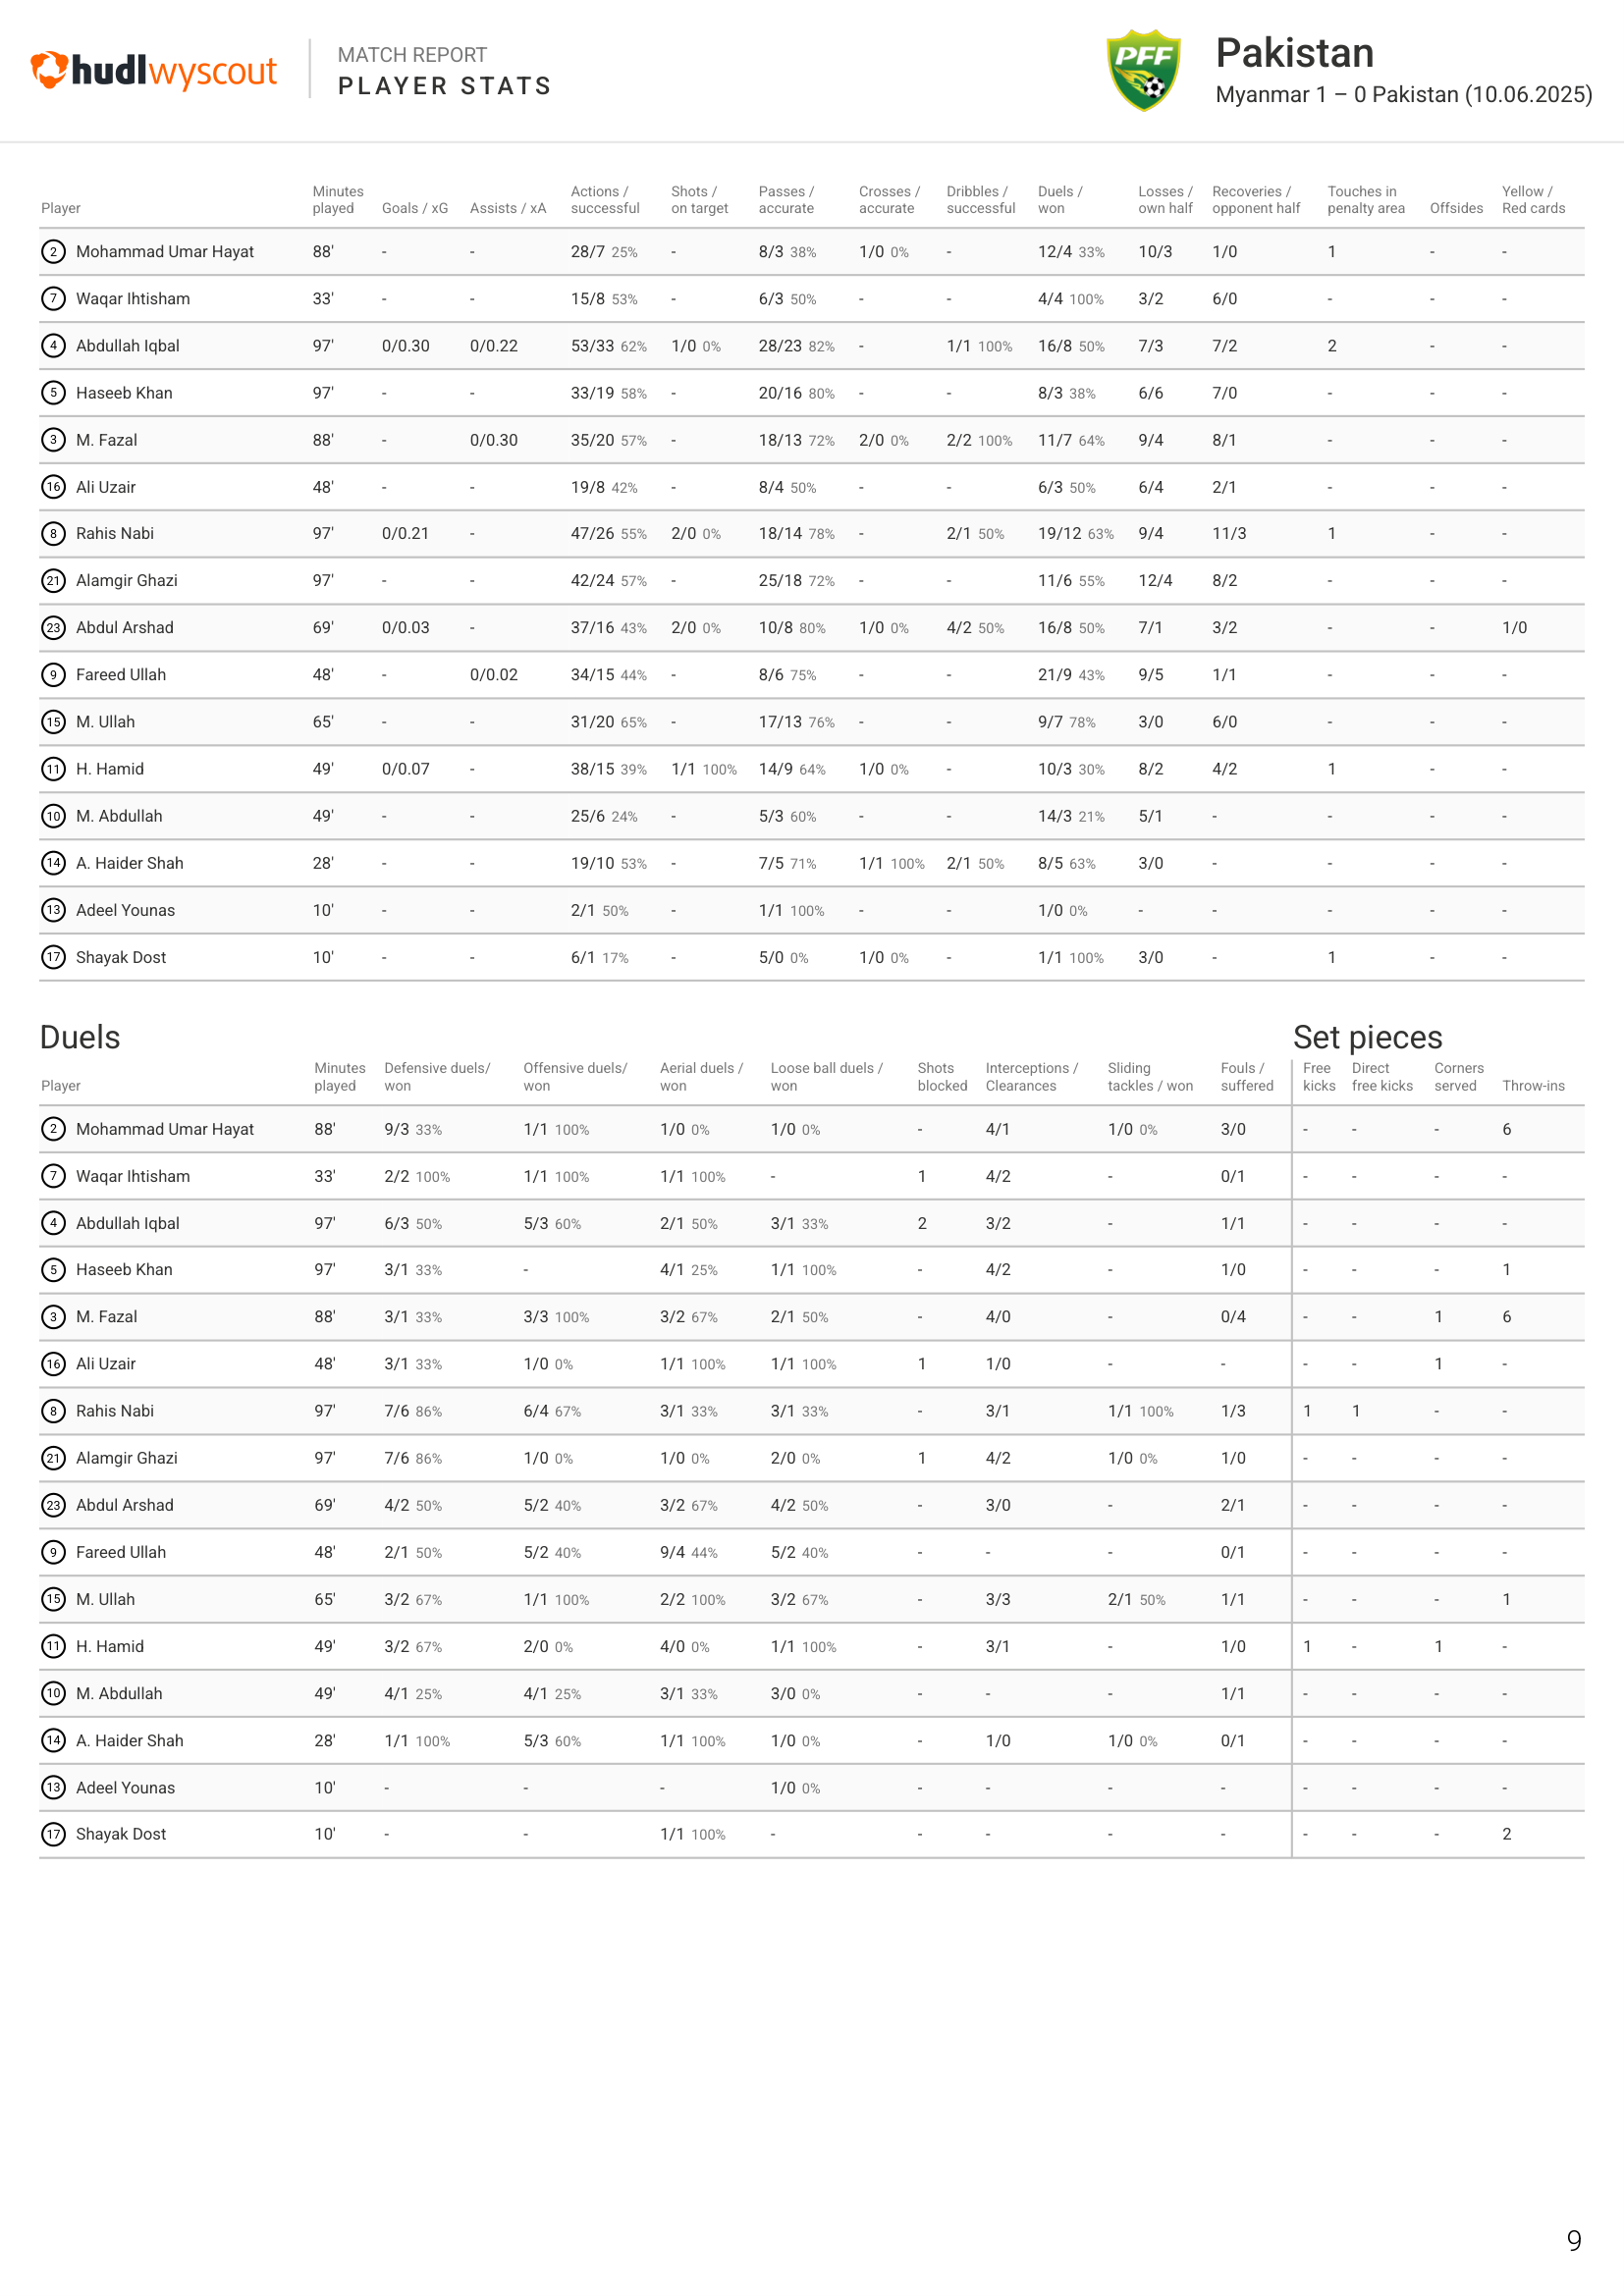 hudl wyscout
MATCH REPORT
PLAYER STATS
PFF
Pakistan
Myanmar 1 – 0 Pakistan (10.06.2025)
Player Minutes played Goals / xG Assists / xA Actions / successful Shots / on target Passes / accurate Crosses / accurate Dribbles / successful Duels / won Losses / own half Recoveries / opponent half Touches in penalty area Offsides Yellow / Red cards
2 Mohammad Umar Hayat 88' - - 28/7 25% - 8/3 38% 1/0 0% - 12/4 33% 10/3 1/0 1 - -
7 Waqar Ihtisham 33' - - 15/8 53% - 6/3 50% - - 4/4 100% 3/2 6/0 - - -
4 Abdullah Iqbal 97' 0/0.30 0/0.22 53/33 62% 1/0 0% 28/23 82% - 1/1 100% 16/8 50% 7/3 7/2 2 - -
5 Haseeb Khan 97' - - 33/19 58% - 20/16 80% - - 8/3 38% 6/6 7/0 - - -
3 M. Fazal 88' - 0/0.30 35/20 57% - 18/13 72% 2/0 0% 2/2 100% 11/7 64% 9/4 8/1 - - -
16 Ali Uzair 48' - - 19/8 42% - 8/4 50% - - 6/3 50% 6/4 2/1 - - -
8 Rahis Nabi 97' 0/0.21 - 47/26 55% 2/0 0% 18/14 78% - 2/1 50% 19/12 63% 9/4 11/3 1 - -
21 Alamgir Ghazi 97' - - 42/24 57% - 25/18 72% - - 11/6 55% 12/4 8/2 - - -
23 Abdul Arshad 69' 0/0.03 - 37/16 43% 2/0 0% 10/8 80% 1/0 0% 4/2 50% 16/8 50% 7/1 3/2 - - 1/0
9 Fareed Ullah 48' - 0/0.02 34/15 44% - 8/6 75% - - 21/9 43% 9/5 1/1 - - -
15 M. Ullah 65' - - 31/20 65% - 17/13 76% - - 9/7 78% 3/0 6/0 - - -
11 H. Hamid 49' 0/0.07 - 38/15 39% 1/1 100% 14/9 64% 1/0 0% - 10/3 30% 8/2 4/2 1 - -
10 M. Abdullah 49' - - 25/6 24% - 5/3 60% - - 14/3 21% 5/1 - - - -
14 A. Haider Shah 28' - - 19/10 53% - 7/5 71% 1/1 100% 2/1 50% 8/5 63% 3/0 - - - -
13 Adeel Younas 10' - - 2/1 50% - 1/1 100% - - 1/0 0% - - - - -
17 Shayak Dost 10' - - 6/1 17% - 5/0 0% 1/0 0% - 1/1 100% 3/0 - 1 - -
Duels Set pieces
Player Minutes played Defensive duels/ won Offensive duels/ won Aerial duels / won Loose ball duels / won Shots blocked Interceptions / Clearances Sliding tackles / won Fouls / suffered Free kicks Direct free kicks Corners served Throw-ins
2 Mohammad Umar Hayat 88' 9/3 33% 1/1 100% 1/0 0% 1/0 0% - 4/1 1/0 0% 3/0 - - - 6
7 Waqar Ihtisham 33' 2/2 100% 1/1 100% 1/1 100% - 1 4/2 - 0/1 - - - -
4 Abdullah Iqbal 97' 6/3 50% 5/3 60% 2/1 50% 3/1 33% 2 3/2 - 1/1 - - - -
5 Haseeb Khan 97' 3/1 33% - 4/1 25% 1/1 100% - 4/2 - 1/0 - - - 1
3 M. Fazal 88' 3/1 33% 3/3 100% 3/2 67% 2/1 50% - 4/0 - 0/4 - - 1 6
16 Ali Uzair 48' 3/1 33% 1/0 0% 1/1 100% 1/1 100% 1 1/0 - - - - 1 -
8 Rahis Nabi 97' 7/6 86% 6/4 67% 3/1 33% 3/1 33% - 3/1 1/1 100% 1/3 1 1 - -
21 Alamgir Ghazi 97' 7/6 86% 1/0 0% 1/0 0% 2/0 0% 1 4/2 1/0 0% 1/0 - - - -
23 Abdul Arshad 69' 4/2 50% 5/2 40% 3/2 67% 4/2 50% - 3/0 - 2/1 - - - -
9 Fareed Ullah 48' 2/1 50% 5/2 40% 9/4 44% 5/2 40% - - - 0/1 - - - -
15 M. Ullah 65' 3/2 67% 1/1 100% 2/2 100% 3/2 67% - 3/3 2/1 50% 1/1 - - - 1
11 H. Hamid 49' 3/2 67% 2/0 0% 4/0 0% 1/1 100% - 3/1 - 1/0 1 - 1 -
10 M. Abdullah 49' 4/1 25% 4/1 25% 3/1 33% 3/0 0% - - - 1/1 - - - -
14 A. Haider Shah 28' 1/1 100% 5/3 60% 1/1 100% 1/0 0% - 1/0 1/0 0% 0/1 - - - -
13 Adeel Younas 10' - - - 1/0 0% - - - - - - - -
17 Shayak Dost 10' - - 1/1 100% - - - - - - - - 2
9